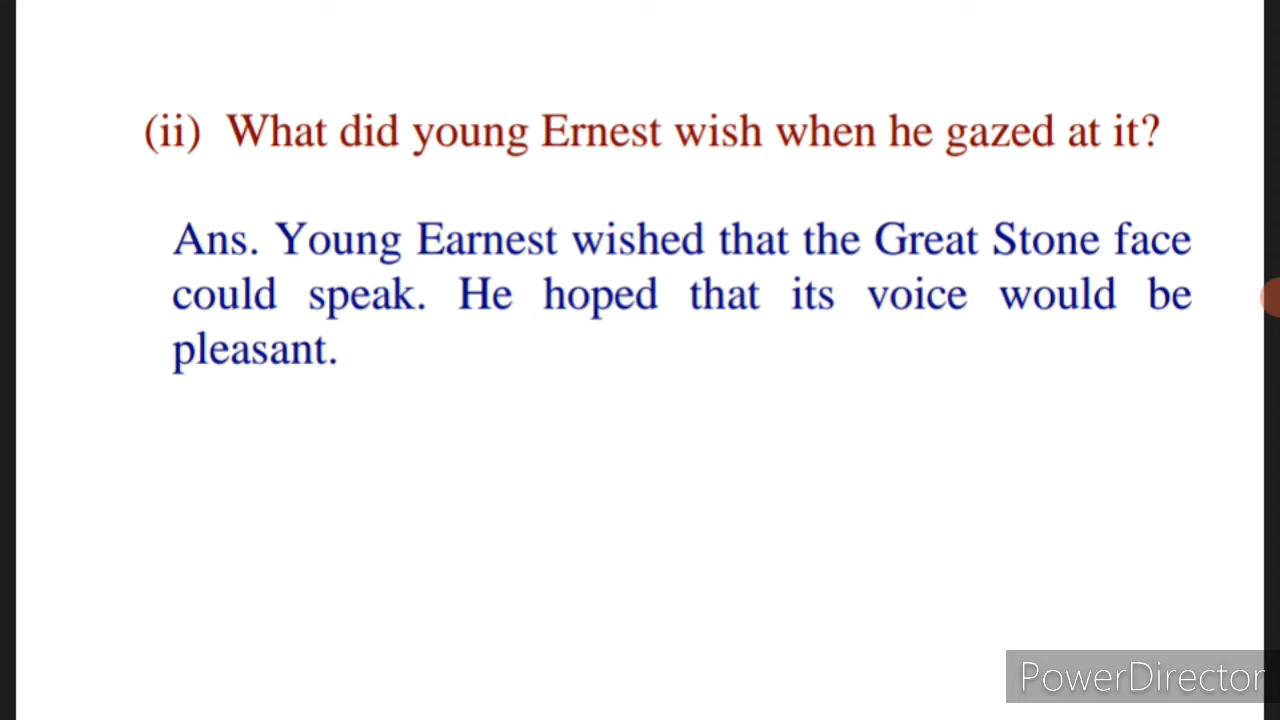 (ii) What did young Ernest wish when he gazed at it?
Ans. Young Earnest wished that the Great Stone face
could speak. He hoped that its voice would be
pleasant.
PowerDirector